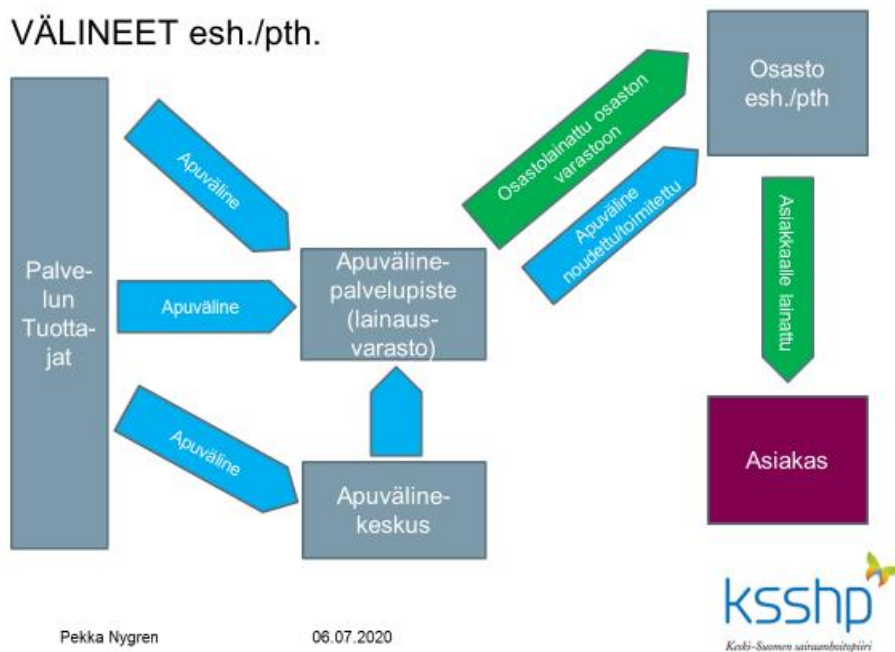 VÄLINEET esh./pth.
Palve-
lun
Tuotta-
jat
Apuväline
Apuväline
Apuväline
Apuväline-
palvelupiste
(lainaus-
varasto)
Apuväline-
keskus
Osastolainattu osaston
varastoon
Apuväline
noudettu/toimitettu
Osasto
esh./pth
Asiakkaalle lainattu
Asiakas
Pekka Nygren
06.07.2020
ksshp
Keski-Suomen sairaanhoitopiiri